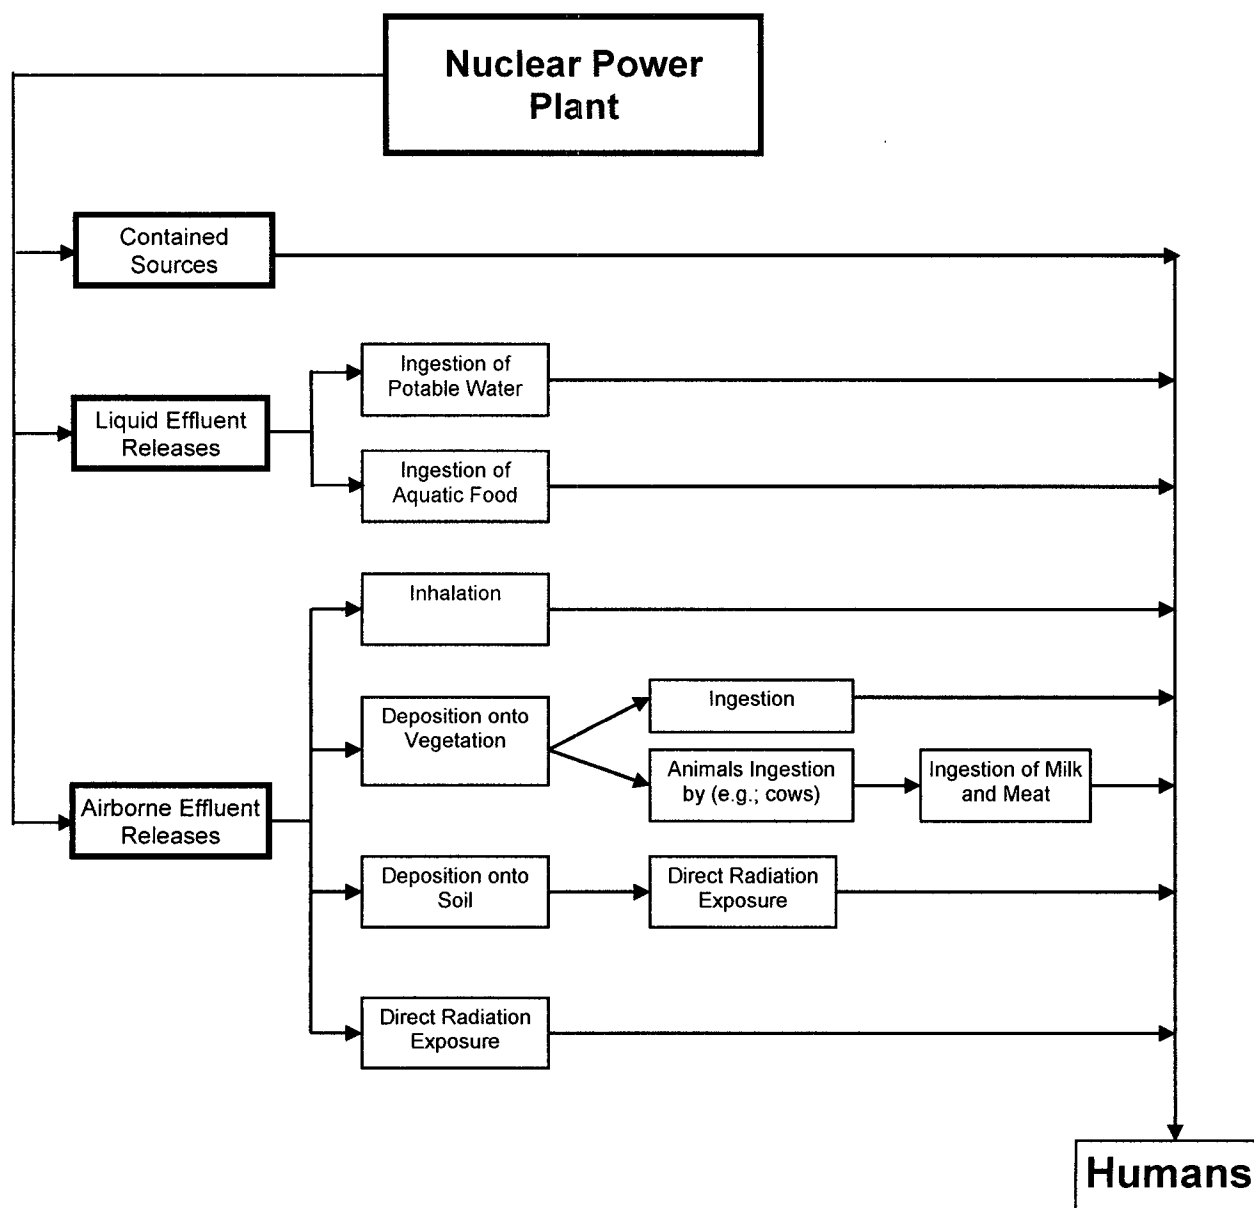 Nuclear Power
Plant
Contained
Sources
Ingestion of
Potable Water
Liquid Effluent
Releases
Ingestion of
Aquatic Food
Inhalation
Deposition onto
Vegetation
Ingestion
Animals Ingestion
by (e.g.; cows)
Ingestion of Milk
and Meat
Airborne Effluent
Releases
Deposition onto
Soil
Direct Radiation
Exposure
Direct Radiation
Exposure
Humans